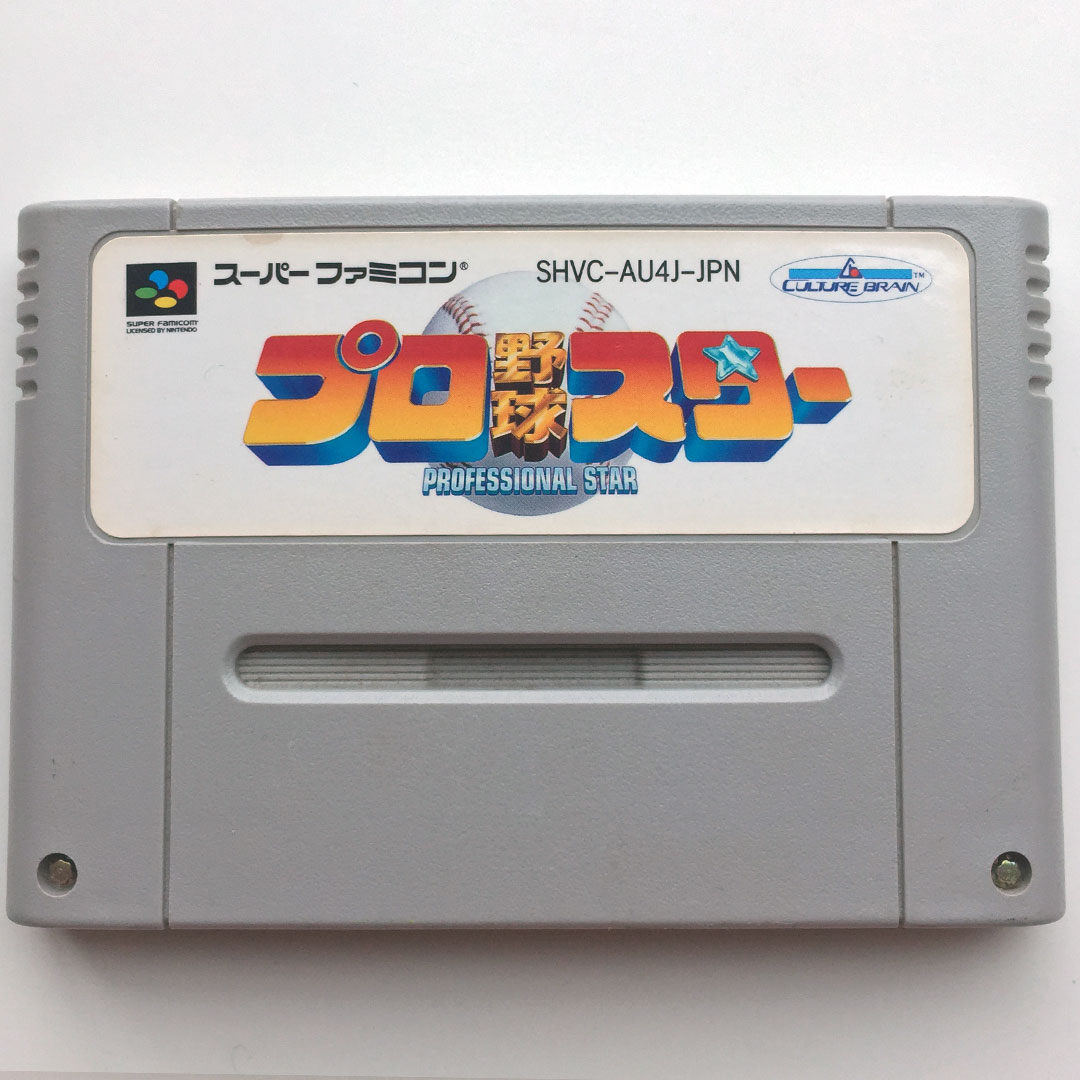 スーパーファミコン®
SHVC-AU4J-JPN
CULTURE BRAIN™
SUPER FAMICOM
LICENSED BY NINTENDO
プロ野球スター
PROFESSIONAL STAR